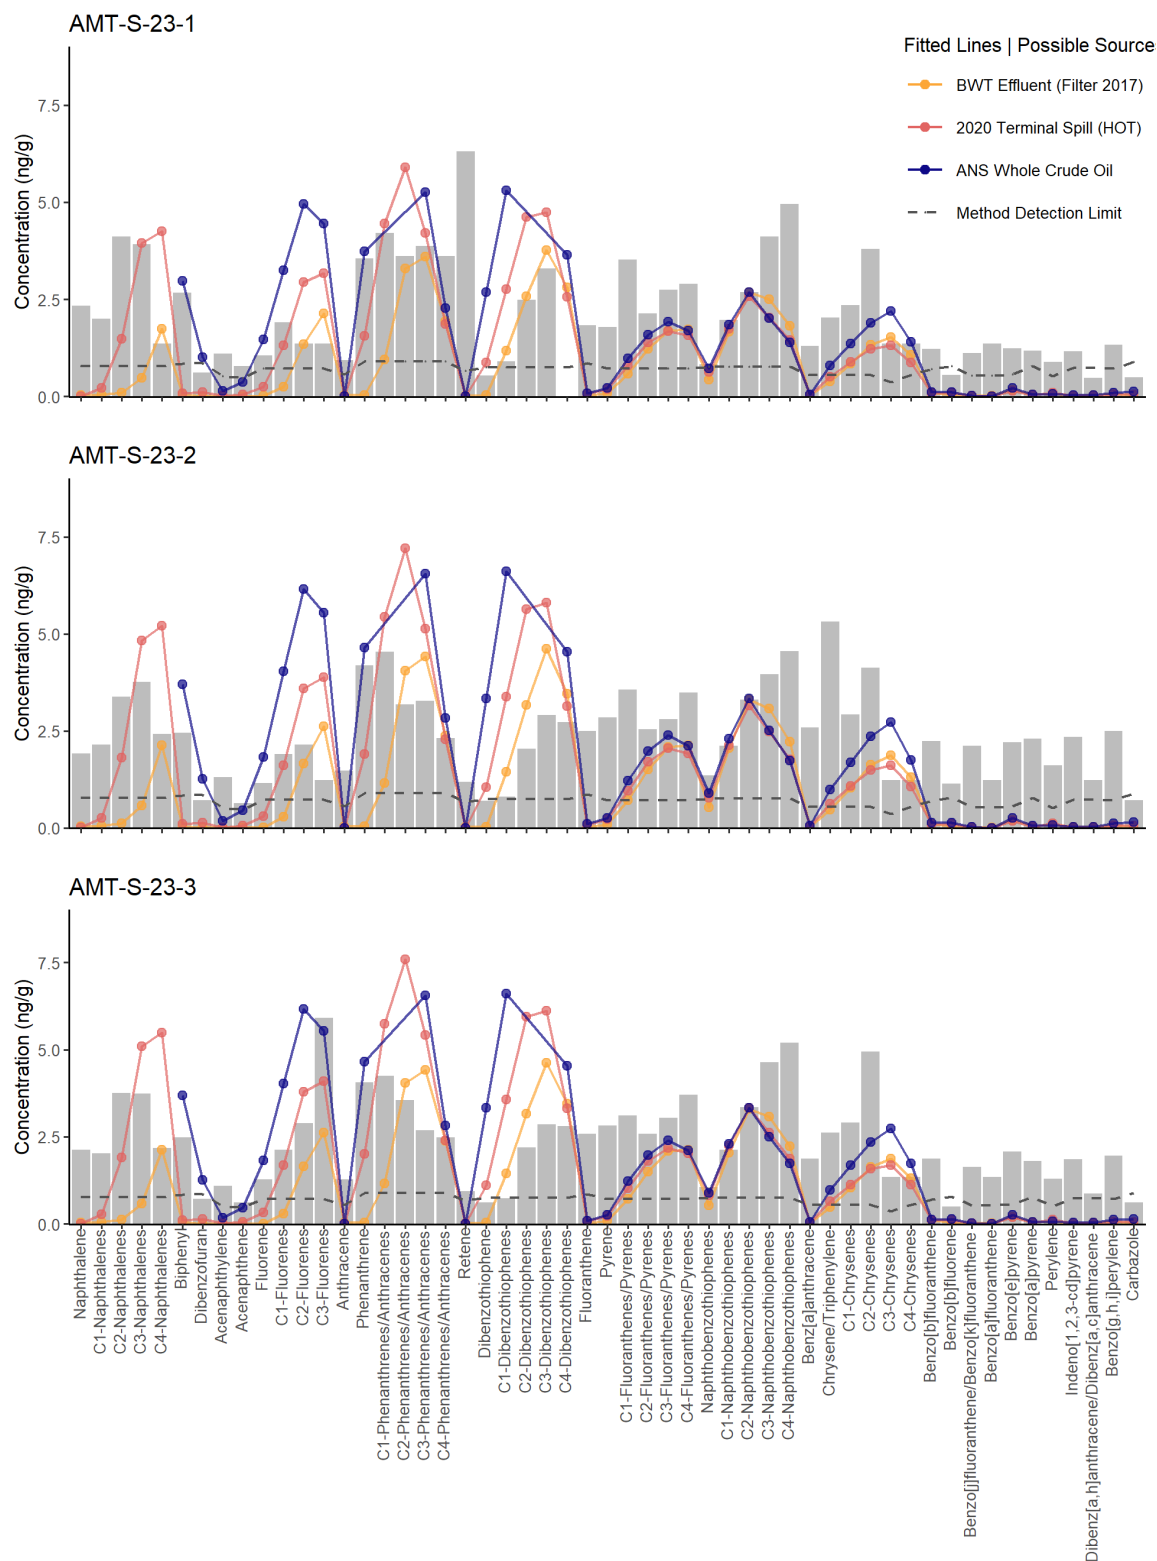 AMT-S-23-1
Fitted Lines | Possible Source
BWT Effluent (Filter 2017)
2020 Terminal Spill (HOT)
ANS Whole Crude Oil
Method Detection Limit
Concentration (ng/g)
7.5
5.0
2.5
0.0
AMT-S-23-2
Concentration (ng/g)
7.5
5.0
2.5
0.0
AMT-S-23-3
Concentration (ng/g)
7.5
5.0
2.5
0.0
Naphthalene
C1-Naphthalenes
C2-Naphthalenes
C3-Naphthalenes
C4-Naphthalenes
Biphenyl
Dibenzofuran
Acenaphthylene
Acenaphthene
Fluorene
C1-Fluorenes
C2-Fluorenes
C3-Fluorenes
Anthracene
Phenanthrene
C1-Phenanthrenes/Anthracenes
C2-Phenanthrenes/Anthracenes
C3-Phenanthrenes/Anthracenes
C4-Phenanthrenes/Anthracenes
Retene
Dibenzothiophene
C1-Dibenzothiophenes
C2-Dibenzothiophenes
C3-Dibenzothiophenes
C4-Dibenzothiophenes
Fluoranthene
Pyrene
C1-Fluoranthenes/Pyrenes
C2-Fluoranthenes/Pyrenes
C3-Fluoranthenes/Pyrenes
C4-Fluoranthenes/Pyrenes
Naphthobenzothiophenes
C1-Naphthobenzothiophenes
C2-Naphthobenzothiophenes
C3-Naphthobenzothiophenes
C4-Naphthobenzothiophenes
Benz[a]anthracene
Chrysene/Triphenylene
C1-Chrysenes
C2-Chrysenes
C3-Chrysenes
C4-Chrysenes
Benzo[b]fluoranthene
Benzo[b]fluorene
Benzo[j]fluoranthene/Benzo[k]fluoranthene
Benzo[a]fluoranthene
Benzo[e]pyrene
Benzo[a]pyrene
Perylene
Indeno[1,2,3-cd]pyrene
Dibenz[a,h]anthracene/Dibenz[a,c]anthracene
Benzo[g,h,i]perylene
Carbazole